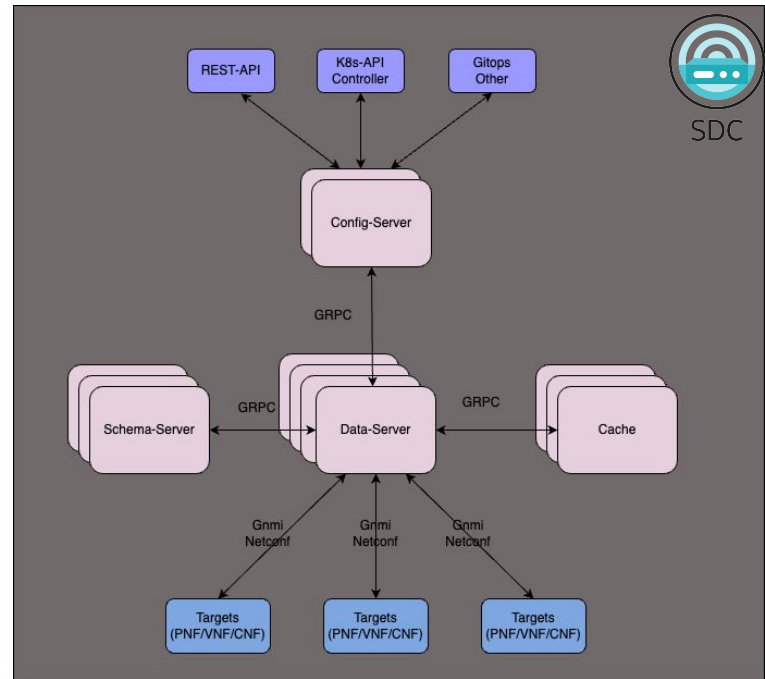 REST-API
K8s-API
Controller
Gitops
Other
SDC
Config-Server
GRPC
Schema-Server
GRPC
Data-Server
GRPC
Cache
Gnmi
Netconf
Gnmi
Netconf
Gnmi
Netconf
Targets
(PNF/VNF/CNF)
Targets
(PNF/VNF/CNF)
Targets
(PNF/VNF/CNF)